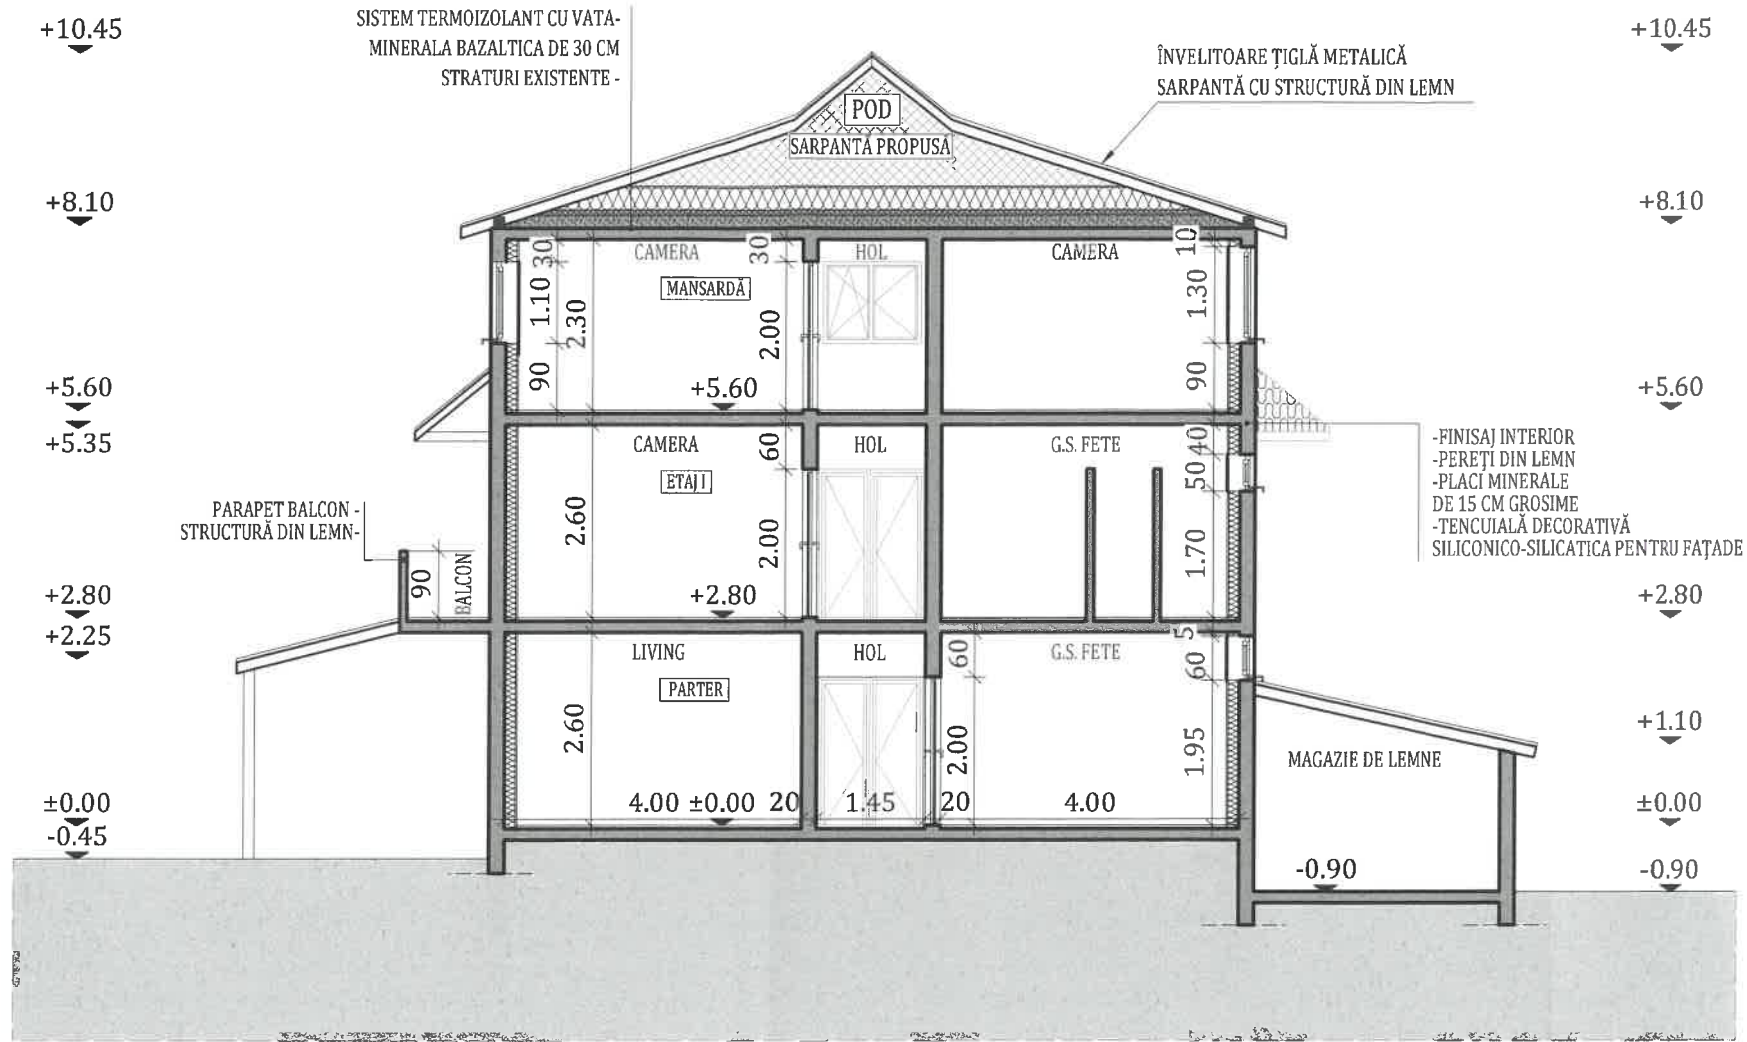 +10.45
SISTEM TERMOIZOLANT CU VATA-
MINERALA BAZALTICA DE 30 CM
STRATURI EXISTENTE -
ÎNVELITOARE ȚIGLĂ METALICĂ
SARPANTĂ CU STRUCTURĂ DIN LEMN
+10.45
POD
SARPANTĂ PROPUSĂ
+8.10
+8.10
30
CAMERA
30
HOL
CAMERA
10
MANSARDĂ
1.10
2.30
2.00
1.30
90
90
+5.60
+5.60
+5.60
+5.35
CAMERA
60
HOL
G.S. FETE
40
ETAJ I
50
-FINISAJ INTERIOR
-PEREȚI DIN LEMN
-PLACI MINERALE
DE 15 CM GROSIME
-TENCUIALĂ DECORATIVĂ
SILICONICO-SILICATICA PENTRU FAȚADE
PARAPET BALCON -
STRUCTURĂ DIN LEMN-
2.60
2.00
1.70
90
BALCON
+2.80
+2.80
+2.80
+2.25
LIVING
HOL
60
G.S. FETE
5
60
PARTER
2.60
2.00
1.95
+1.10
MAGAZIE DE LEMNE
±0.00
4.00 ±0.00 20 1.45 20 4.00
±0.00
-0.45
-0.90
-0.90